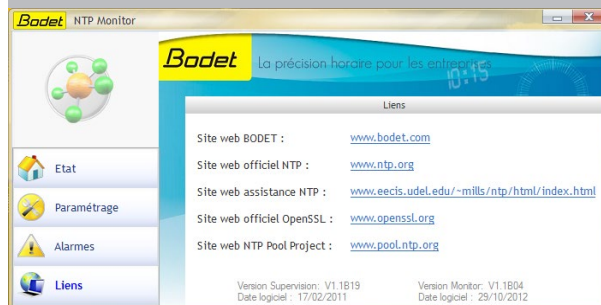 Bodet NTP Monitor
Bodet La précision horaire pour les entreprises
10:15
Liens
Site web BODET : www.bodet.com
Site web officiel NTP : www.ntp.org
Site web assistance NTP : www.eecis.udel.edu/~mills/ntp/html/index.html
Site web officiel OpenSSL : www.openssl.org
Site web NTP Pool Project : www.pool.ntp.org
Etat
Paramétrage
Alarmes
Liens
Version Supervision: V1.1B19 Version Monitor: V1.1B04
Date logiciel : 17/02/2011 Date logiciel : 29/10/2012